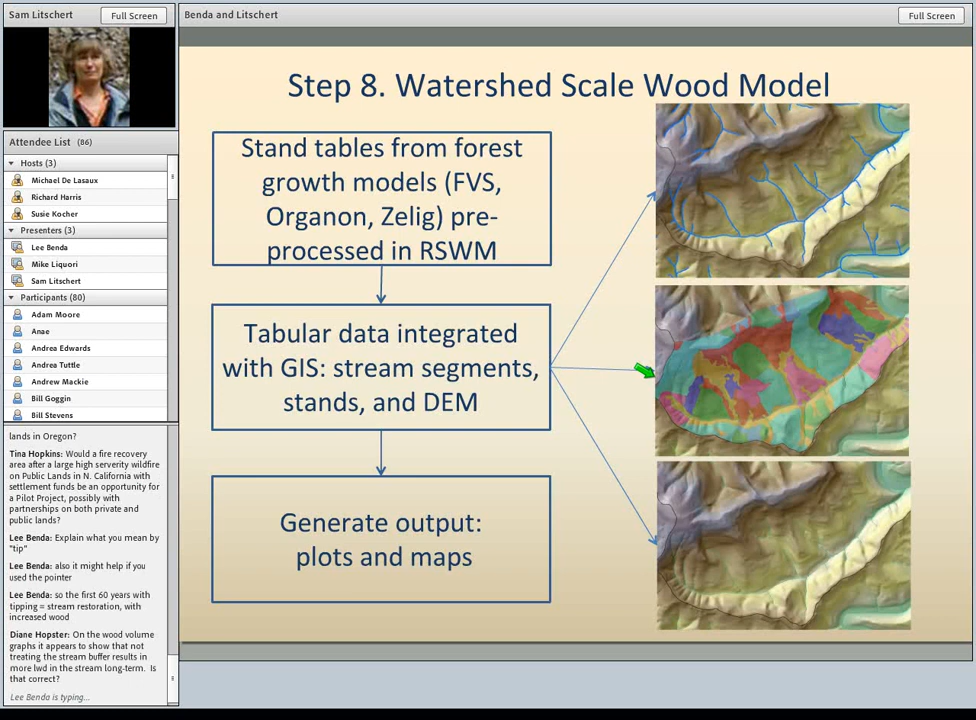 Sam Litschert
Full Screen
Attendee List (86)
Hosts (3)
Michael De Lasaux
Richard Harris
Susie Kocher
Presenters (3)
Lee Benda
Mike Liquori
Sam Litschert
Participants (80)
Adam Moore
Anae
Andrea Edwards
Andrea Tuttle
Andrew Mackie
Bill Goggin
Bill Stevens
lands in Oregon?
Tina Hopkins: Would a fire recovery
area after a large high serverity wildfire
on Public Lands in N. California with
settlement funds be an opportunity for
a Pilot Project, possibly with
partnerships on both private and
public lands?
Lee Benda: Explain what you mean by
"tip"
Lee Benda: also it might help if you
used the pointer
Lee Benda: so the first 60 years with
tipping = stream restoration, with
increased wood
Diane Hopster: On the wood volume
graphs it appears to show that not
treating the stream buffer results in
more lwd in the stream long-term. Is
that correct?
Lee Benda is typing...
Benda and Litschert
Full Screen
Step 8. Watershed Scale Wood Model
Stand tables from forest
growth models (FVS,
Organon, Zelig) pre-
processed in RSWM
Tabular data integrated
with GIS: stream segments,
stands, and DEM
Generate output:
plots and maps